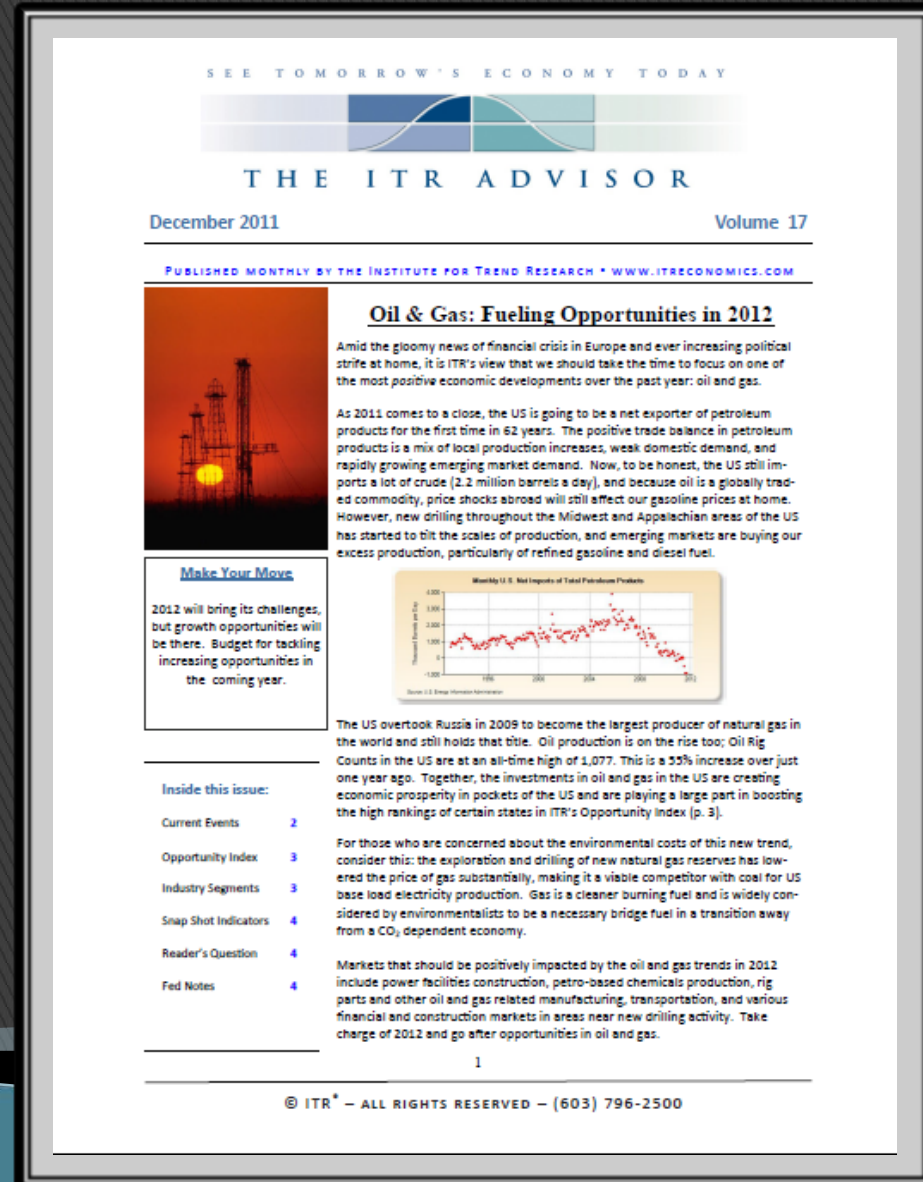 SEE TOMORROW'S ECONOMY TODAY
THE ITR ADVISOR
December 2011 Volume 17
PUBLISHED MONTHLY BY THE INSTITUTE FOR TREND RESEARCH • WWW.ITRECONOMICS.COM
Oil & Gas: Fueling Opportunities in 2012
Amid the gloomy news of financial crisis in Europe and ever increasing political
strife at home, it is ITR's view that we should take the time to focus on one of
the most positive economic developments over the past year: oil and gas.
As 2011 comes to a close, the US is going to be a net exporter of petroleum
products for the first time in 62 years. The positive trade balance in petroleum
products is a mix of local production increases, weak domestic demand, and
rapidly growing emerging market demand. Now, to be honest, the US still im-
ports a lot of crude (2.2 million barrels a day), and because oil is a globally trad-
ed commodity, price shocks abroad will still affect our gasoline prices at home.
However, new drilling throughout the Midwest and Appalachian areas of the US
has started to tilt the scales of production, and emerging markets are buying our
excess production, particularly of refined gasoline and diesel fuel.
Make Your Move
2012 will bring its challenges,
but growth opportunities will
be there. Budget for tackling
increasing opportunities in
the coming year.
Monthly U.S. Net Imports of Total Petroleum Products
Thousand Barrels per Day
4,000
3,000
2,000
1,000
0
-1,000
1996 2000 2004 2008 2012
Source: U.S. Energy Information Administration
The US overtook Russia in 2009 to become the largest producer of natural gas in
the world and still holds that title. Oil production is on the rise too; Oil Rig
Counts in the US are at an all-time high of 1,077. This is a 55% increase over just
one year ago. Together, the investments in oil and gas in the US are creating
economic prosperity in pockets of the US and are playing a large part in boosting
the high rankings of certain states in ITR's Opportunity Index (p. 3).
For those who are concerned about the environmental costs of this new trend,
consider this: the exploration and drilling of new natural gas reserves has low-
ered the price of gas substantially, making it a viable competitor with coal for US
base load electricity production. Gas is a cleaner burning fuel and is widely con-
sidered by environmentalists to be a necessary bridge fuel in a transition away
from a CO₂ dependent economy.
Markets that should be positively impacted by the oil and gas trends in 2012
include power facilities construction, petro-based chemicals production, rig
parts and other oil and gas related manufacturing, transportation, and various
financial and construction markets in areas near new drilling activity. Take
charge of 2012 and go after opportunities in oil and gas.
Inside this issue:
Current Events 2
Opportunity Index 3
Industry Segments 3
Snap Shot Indicators 4
Reader's Question 4
Fed Notes 4
1
© ITR® – ALL RIGHTS RESERVED – (603) 796-2500